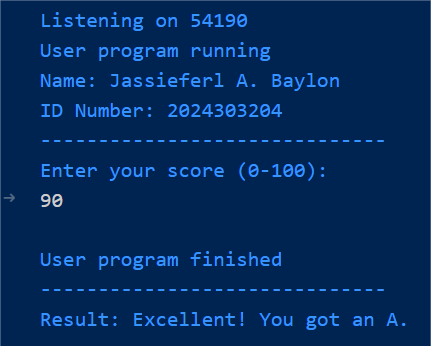 Listening on 54190
User program running
Name: Jassieferl A. Baylon
ID Number: 2024303204
------------------------------
Enter your score (0-100):
→ 90
User program finished
------------------------------
Result: Excellent! You got an A.